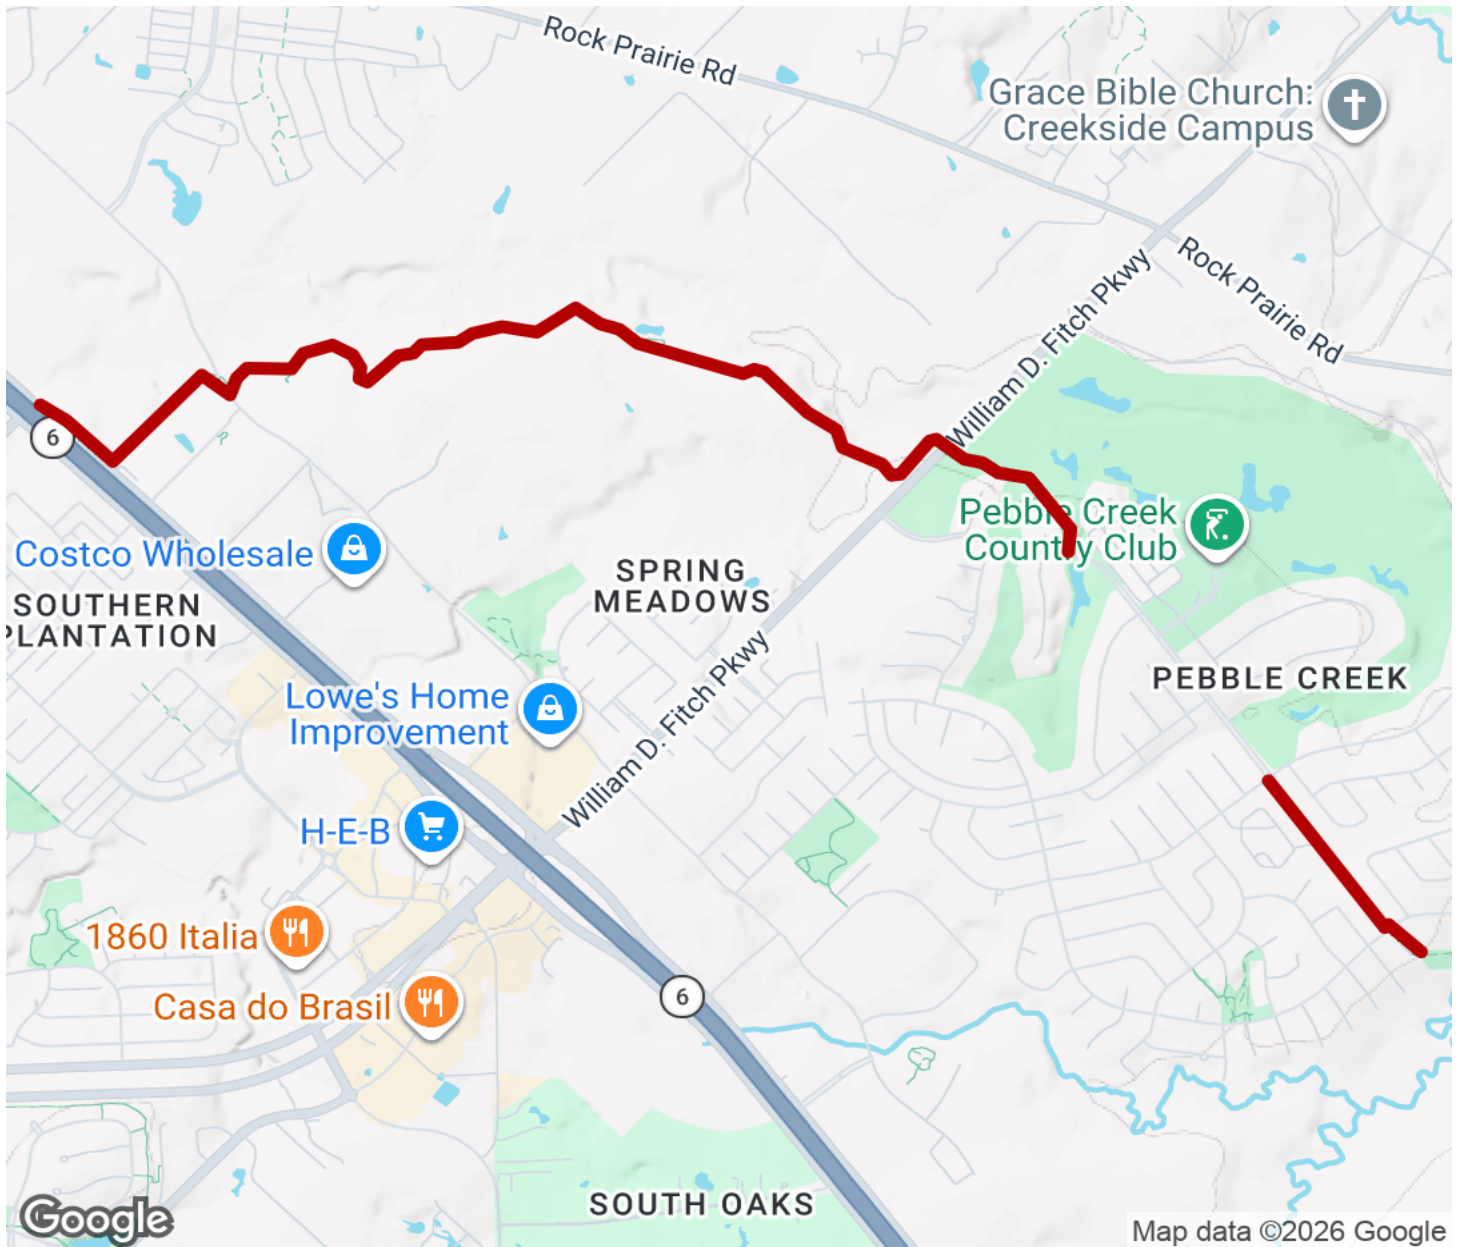 Rock Prairie Rd
Grace Bible Church:
Creekside Campus
Rock Prairie Rd
William D. Fitch Pkwy
6
Pebble Creek
Country Club
Costco Wholesale
SPRING
MEADOWS
SOUTHERN
PLANTATION
PEBBLE CREEK
Lowe's Home
Improvement
William D. Fitch Pkwy
H-E-B
1860 Italia
Casa do Brasil
6
SOUTH OAKS
Google
Map data ©2026 Google